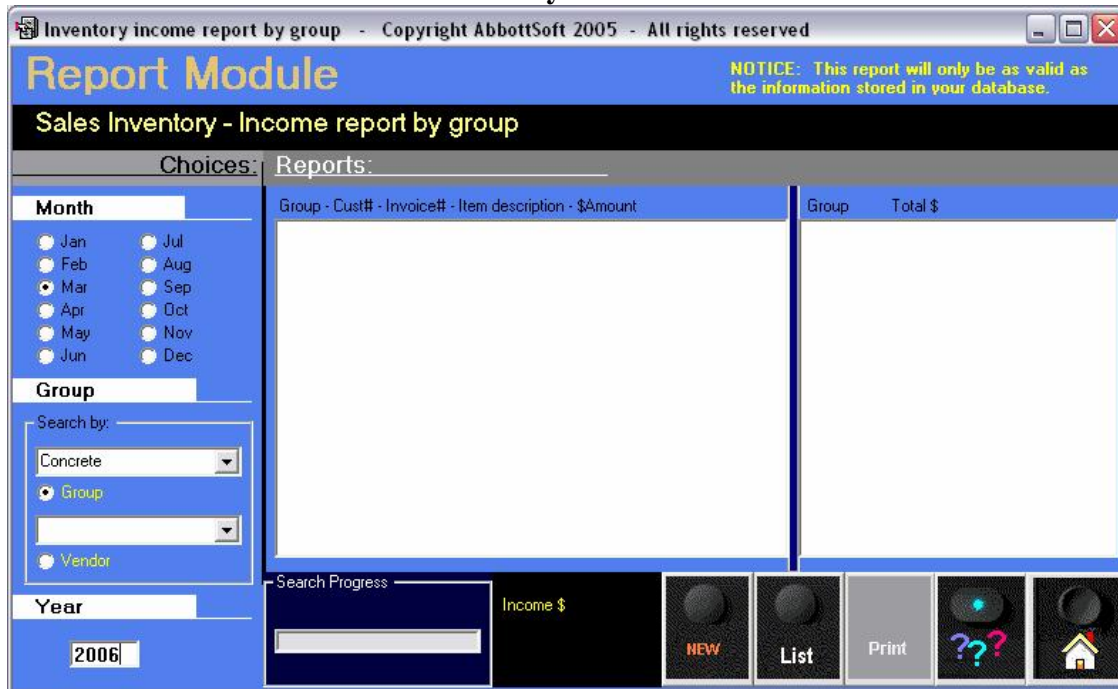 Inventory income report by group - Copyright AbbottSoft 2005 - All rights reserved
Report Module
NOTICE: This report will only be as valid as
the information stored in your database.
Sales Inventory - Income report by group
Choices:
Reports:
Month
Jan
Jul
Feb
Aug
Mar
Sep
Apr
Oct
May
Nov
Jun
Dec
Group
Search by:
Concrete
Group
Vendor
Year
2006
Group - Cust# - Invoice# - Item description - $Amount
Group Total $
Search Progress
Income $
NEW
List
Print
???